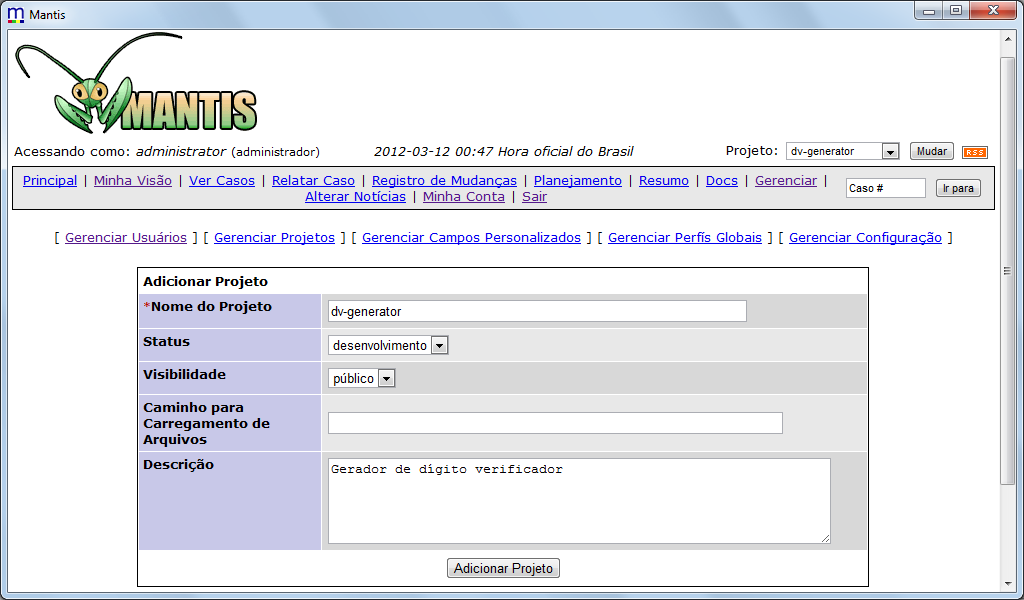 Mantis
MANTIS
Acessando como: administrator (administrador) 2012-03-12 00:47 Hora oficial do Brasil Projeto: dv-generator Mudar RSS
Principal | Minha Visão | Ver Casos | Relatar Caso | Registro de Mudanças | Planejamento | Resumo | Docs | Gerenciar |
Alterar Notícias | Minha Conta | Sair
Caso # Ir para
[ Gerenciar Usuários ] [ Gerenciar Projetos ] [ Gerenciar Campos Personalizados ] [ Gerenciar Perfís Globais ] [ Gerenciar Configuração ]
Adicionar Projeto
*Nome do Projeto dv-generator
Status desenvolvimento
Visibilidade público
Caminho para
Carregamento de
Arquivos
Descrição Gerador de dígito verificador
Adicionar Projeto